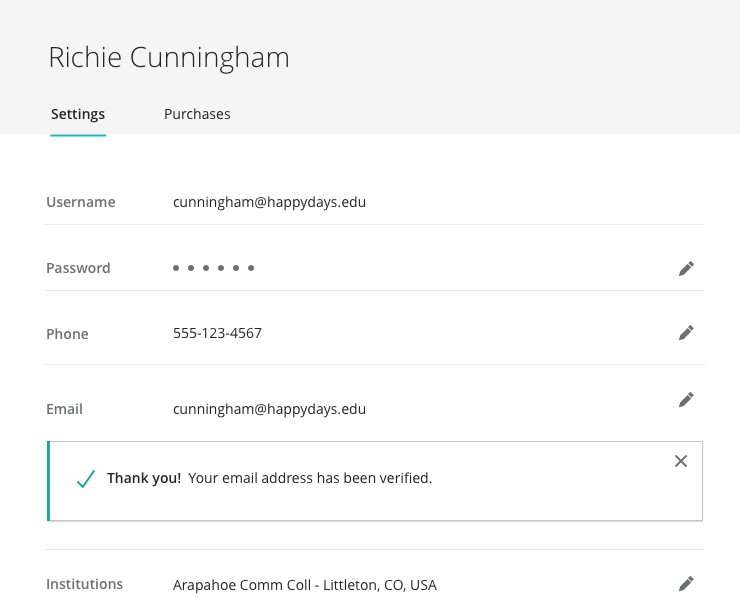 Richie Cunningham
Settings Purchases
Username cunningham@happydays.edu
Password ● ● ● ● ● ●
Phone 555-123-4567
Email cunningham@happydays.edu
Thank you! Your email address has been verified.
Institutions Arapahoe Comm Coll - Littleton, CO, USA